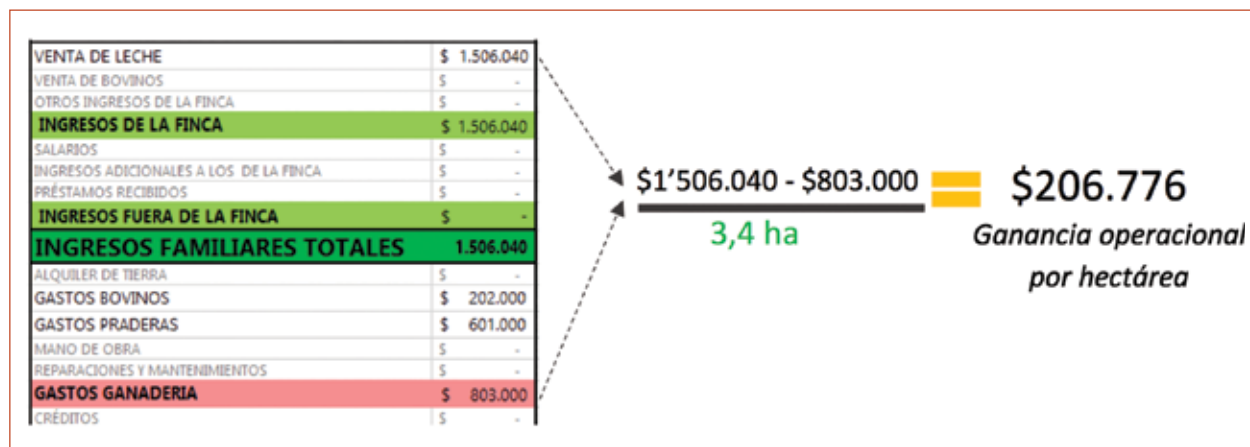 VENTA DE LECHE $ 1.506.040
VENTA DE BOVINOS $ -
OTROS INGRESOS DE LA FINCA $ -
INGRESOS DE LA FINCA $ 1.506.040
SALARIOS $ -
INGRESOS ADICIONALES A LOS DE LA FINCA $ -
PRÉSTAMOS RECIBIDOS $ -
INGRESOS FUERA DE LA FINCA $ -
INGRESOS FAMILIARES TOTALES 1.506.040
ALQUILER DE TIERRA $ -
GASTOS BOVINOS $ 202.000
GASTOS PRADERAS $ 601.000
MANO DE OBRA $ -
REPARACIONES Y MANTENIMIENTOS $ -
GASTOS GANADERIA $ 803.000
CRÉDITOS $ -
$1'506.040 - $803.000 = $206.776
3,4 ha
Ganancia operacional
por hectárea